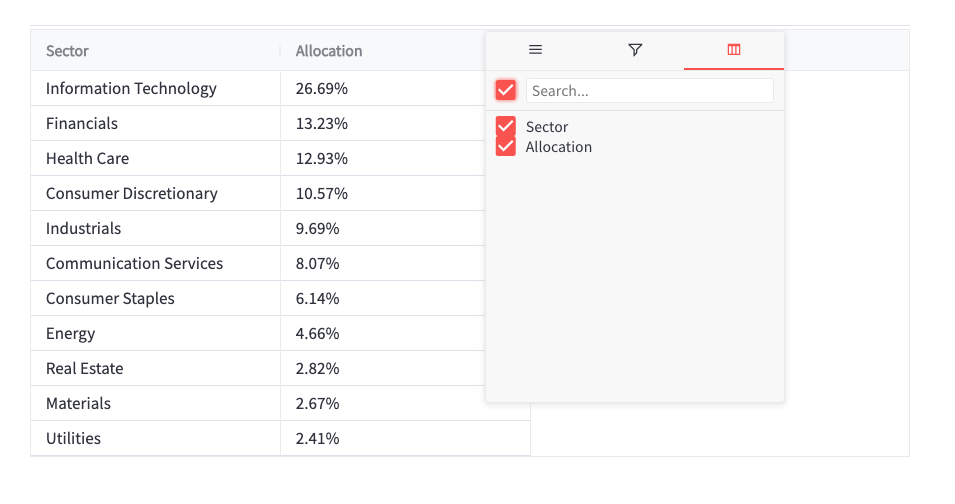 Sector Allocation
Information Technology 26.69%
Search...
Financials 13.23%
Sector
Allocation
Health Care 12.93%
Consumer Discretionary 10.57%
Industrials 9.69%
Communication Services 8.07%
Consumer Staples 6.14%
Energy 4.66%
Real Estate 2.82%
Materials 2.67%
Utilities 2.41%